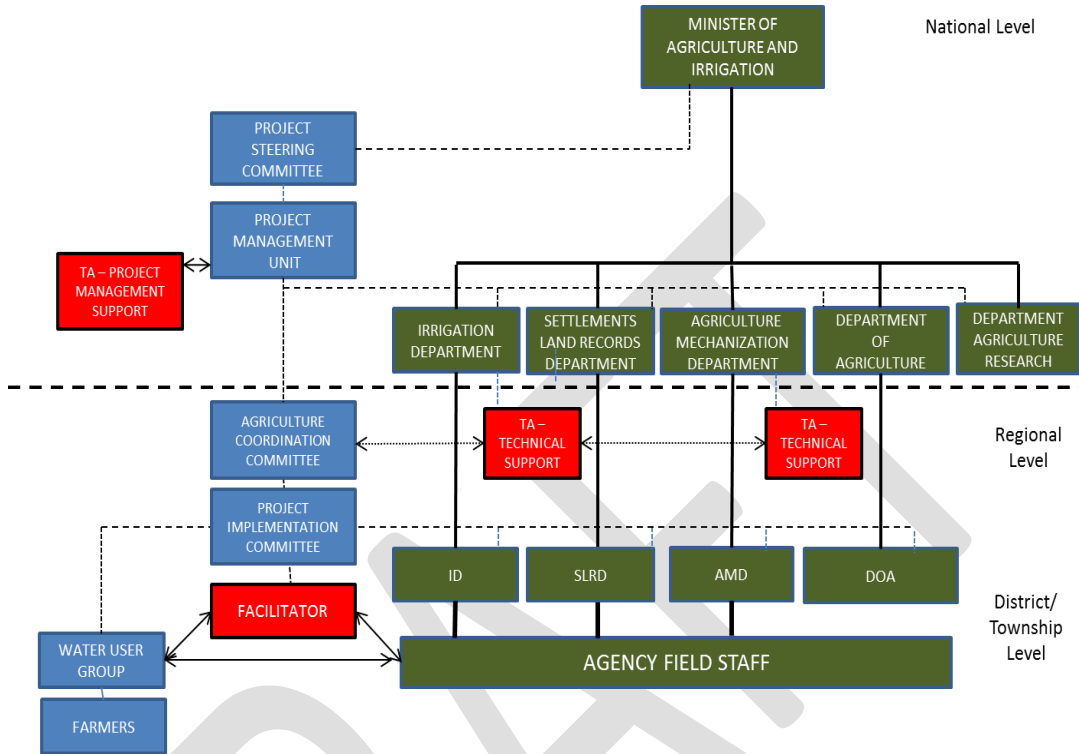 MINISTER OF
AGRICULTURE AND
IRRIGATION
National Level
PROJECT
STEERING
COMMITTEE
PROJECT
MANAGEMENT
UNIT
TA – PROJECT
MANAGEMENT
SUPPORT
IRRIGATION
DEPARTMENT
SETTLEMENTS
LAND RECORDS
DEPARTMENT
AGRICULTURE
MECHANIZATION
DEPARTMENT
DEPARTMENT
OF
AGRICULTURE
DEPARTMENT
AGRICULTURE
RESEARCH
AGRICULTURE
COORDINATION
COMMITTEE
TA –
TECHNICAL
SUPPORT
TA –
TECHNICAL
SUPPORT
Regional
Level
PROJECT
IMPLEMENTATION
COMMITTEE
ID
SLRD
AMD
DOA
FACILITATOR
District/
Township
Level
WATER USER
GROUP
AGENCY FIELD STAFF
FARMERS
DRAFT